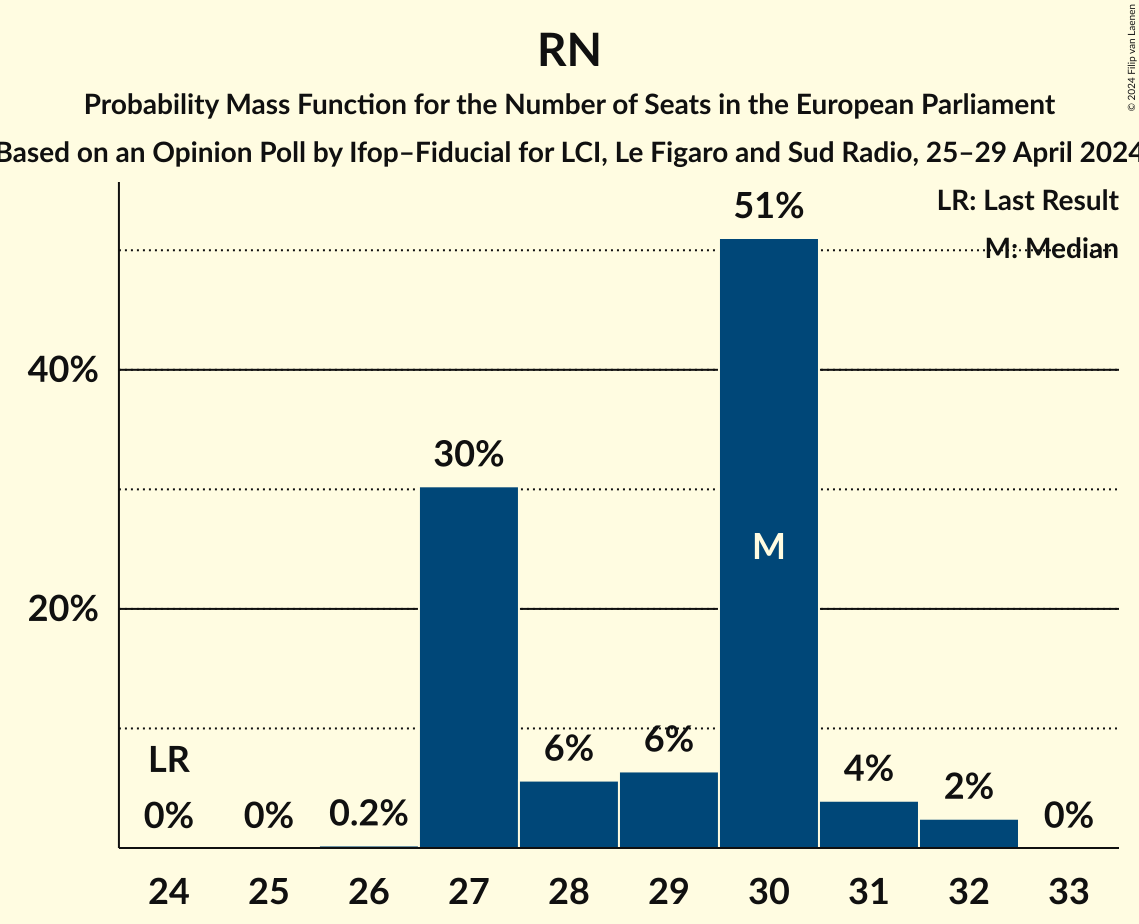 RN
Probability Mass Function for the Number of Seats in the European Parliament
Based on an Opinion Poll by Ifop–Fiducial for LCI, Le Figaro and Sud Radio, 25–29 April 2024
© 2024 Filip van Laenen
LR: Last Result
M: Median
51%
40%
30%
M
20%
LR
0%
0%
0.2%
6%
6%
4%
2%
0%
24 25 26 27 28 29 30 31 32 33